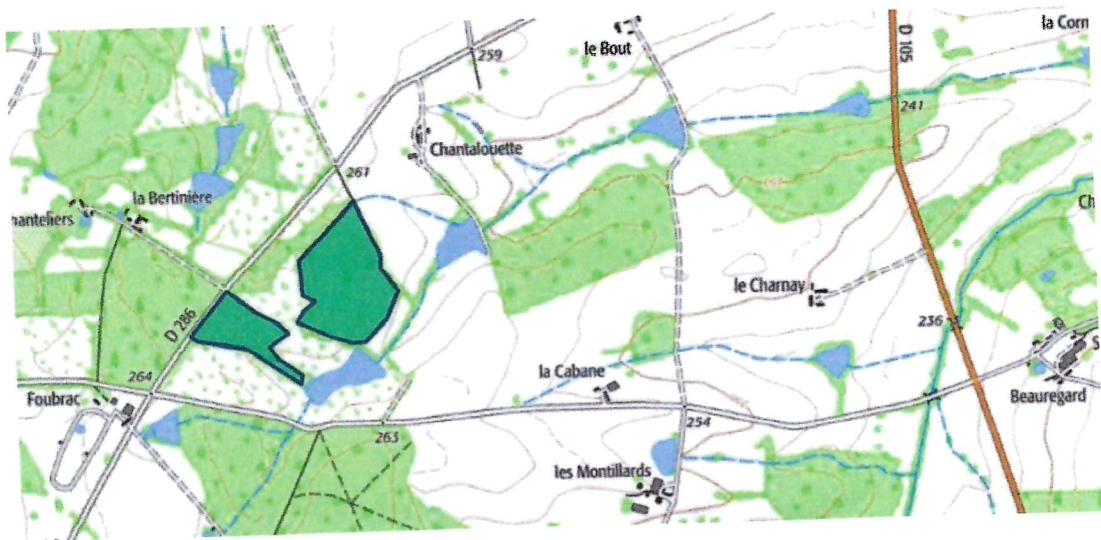 la Corn
le Bout
D 105
259
241
Chantalouette
261
la Bertinière
hanteliers
Ch
le Charnay
D 286
236
la Cabane
264
S
Foubrac
Beauregard
263
254
les Montillards